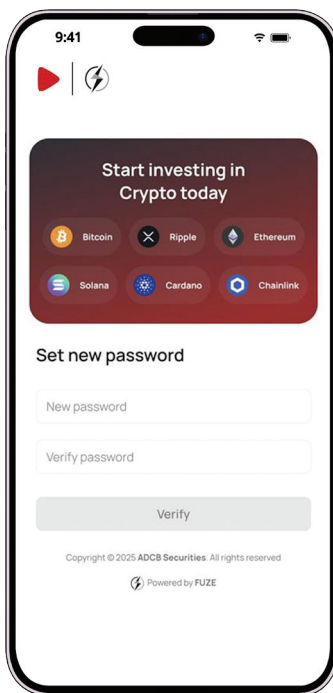 9:41
Start investing in
Crypto today
Bitcoin
Ripple
Ethereum
Solana
Cardano
Chainlink
Set new password
New password
Verify password
Verify
Copyright © 2025 ADCB Securities. All rights reserved
Powered by FUZE